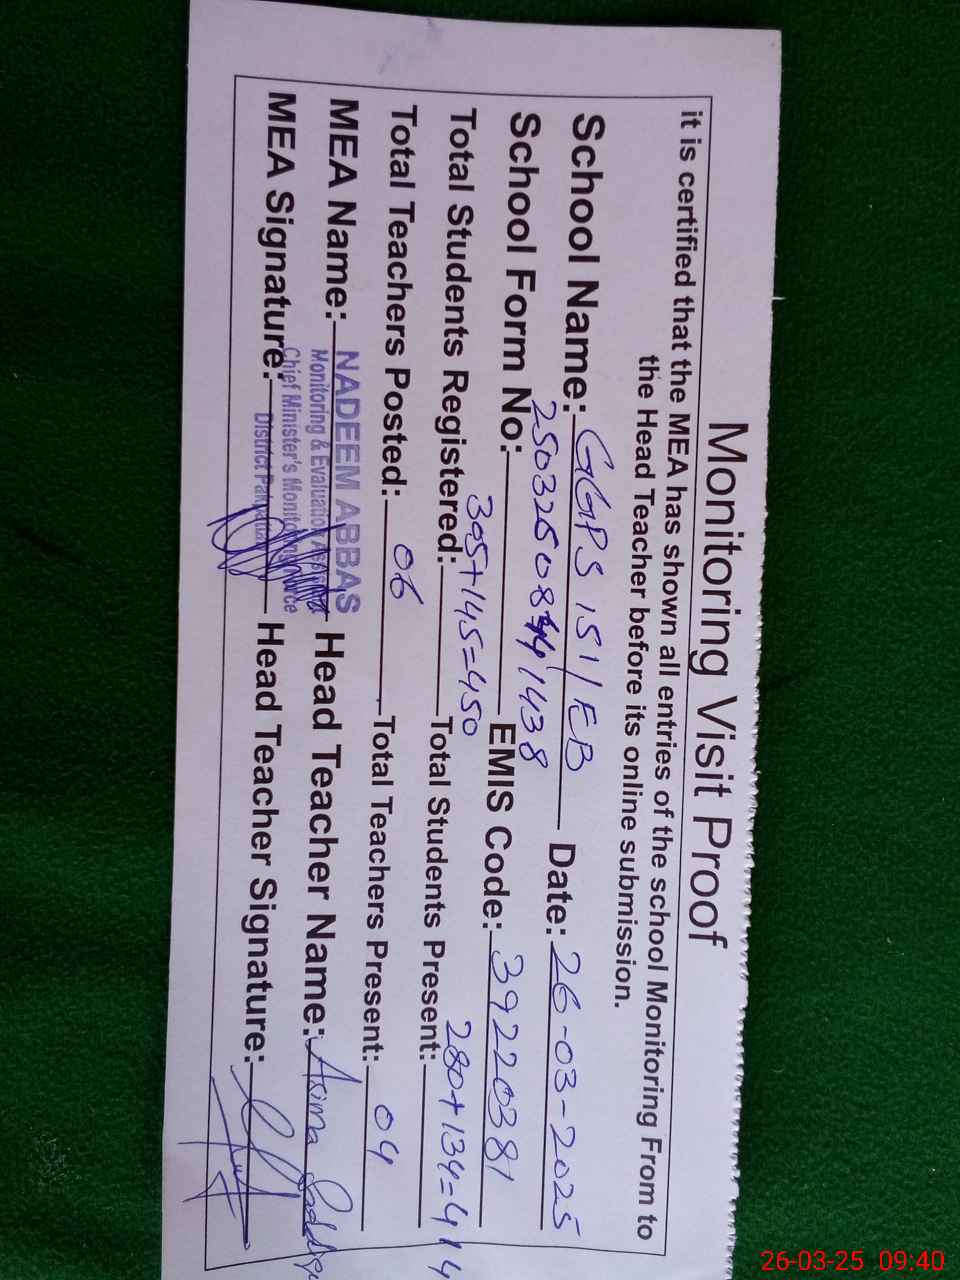 Monitoring Visit Proof
it is certified that the MEA has shown all entries of the school Monitoring From to
the Head Teacher before its online submission.
School Name: GGPS 151/EB Date: 26-03-2025
School Form No: EMIS Code: 39220381
Total Students Registered: 305+145=450 Total Students Present: 280+134=414
Total Teachers Posted: 06 Total Teachers Present: 04
MEA Name: NADEEM ABBAS Head Teacher Name: Asima
Monitoring & Evaluation
Chief Minister's Monitoring Force
MEA Signature: District Head Teacher Signature:
26-03-25 09:40